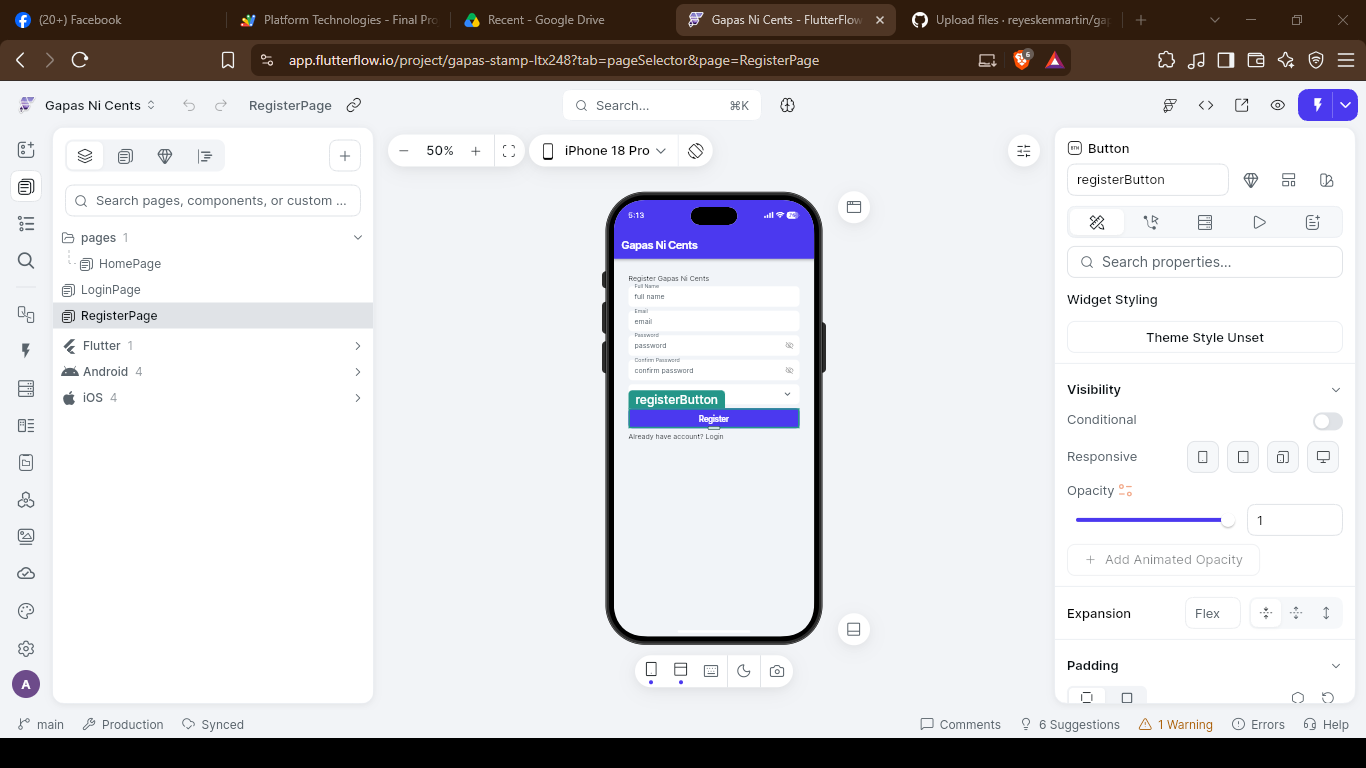 (20+) Facebook
Platform Technologies - Final Pro
Recent - Google Drive
Gapas Ni Cents - FlutterFlow
Upload files · reyeskenmartin/gap
app.flutterflow.io/project/gapas-stamp-ltx248?tab=pageSelector&page=RegisterPage
6
Gapas Ni Cents
RegisterPage
Search...
⌘K
50%
iPhone 18 Pro
Search pages, components, or custom ...
pages 1
HomePage
LoginPage
RegisterPage
Flutter 1
Android 4
iOS 4
5:13
Gapas Ni Cents
Register Gapas Ni Cents
Full Name
full name
Email
email
Password
password
Confirm Password
confirm password
registerButton
Register
Already have account? Login
Button
registerButton
Search properties...
Widget Styling
Theme Style Unset
Visibility
Conditional
Responsive
Opacity
1
Add Animated Opacity
Expansion
Flex
Padding
A
main
Production
Synced
Comments
6 Suggestions
1 Warning
Errors
Help